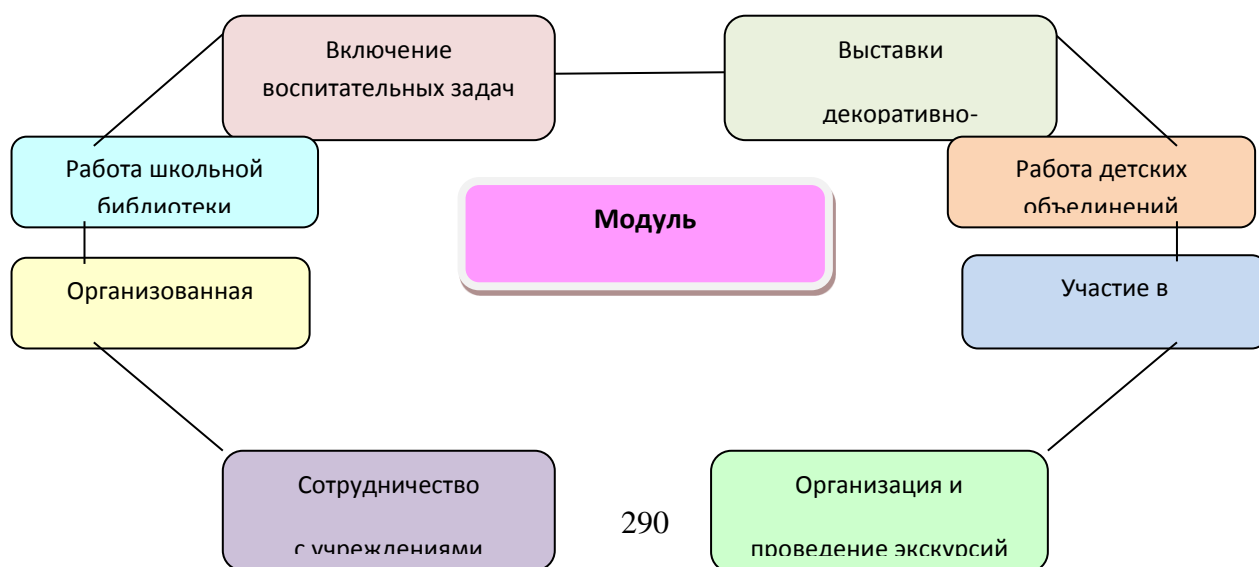 Включение
воспитательных задач
Выставки
декоративно-
Работа школьной
библиотеки
Модуль
Работа детских
объединений
Организованная
Участие в
Сотрудничество
с учреждениями
290
Организация и
проведение экскурсий